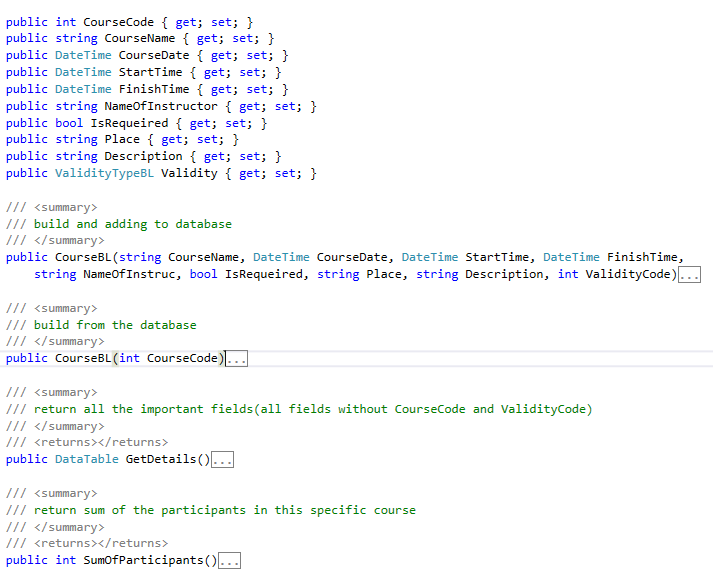 public int CourseCode { get; set; }
public string CourseName { get; set; }
public DateTime CourseDate { get; set; }
public DateTime StartTime { get; set; }
public DateTime FinishTime { get; set; }
public string NameOfInstructor { get; set; }
public bool IsRequeired { get; set; }
public string Place { get; set; }
public string Description { get; set; }
public ValidityTypeBL Validity { get; set; }
/// <summary>
/// build and adding to database
/// </summary>
public CourseBL(string CourseName, DateTime CourseDate, DateTime StartTime, DateTime FinishTime,
string NameOfInstruc, bool IsRequeired, string Place, string Description, int ValidityCode)...
/// <summary>
/// build from the database
/// </summary>
public CourseBL(int CourseCode)...
/// <summary>
/// return all the important fields(all fields without CourseCode and ValidityCode)
/// </summary>
/// <returns></returns>
public DataTable GetDetails()...
/// <summary>
/// return sum of the participants in this specific course
/// </summary>
/// <returns></returns>
public int SumOfParticipants()...